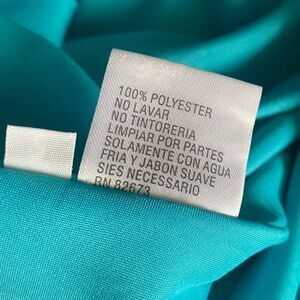 100% POLYESTER
NO LAVAR
NO TINTORERIA
LIMPIAR POR PARTES
SOLAMENTE CON AGUA
FRIA Y JABON SUAVE
SIES NECESSARIO
RN 82673